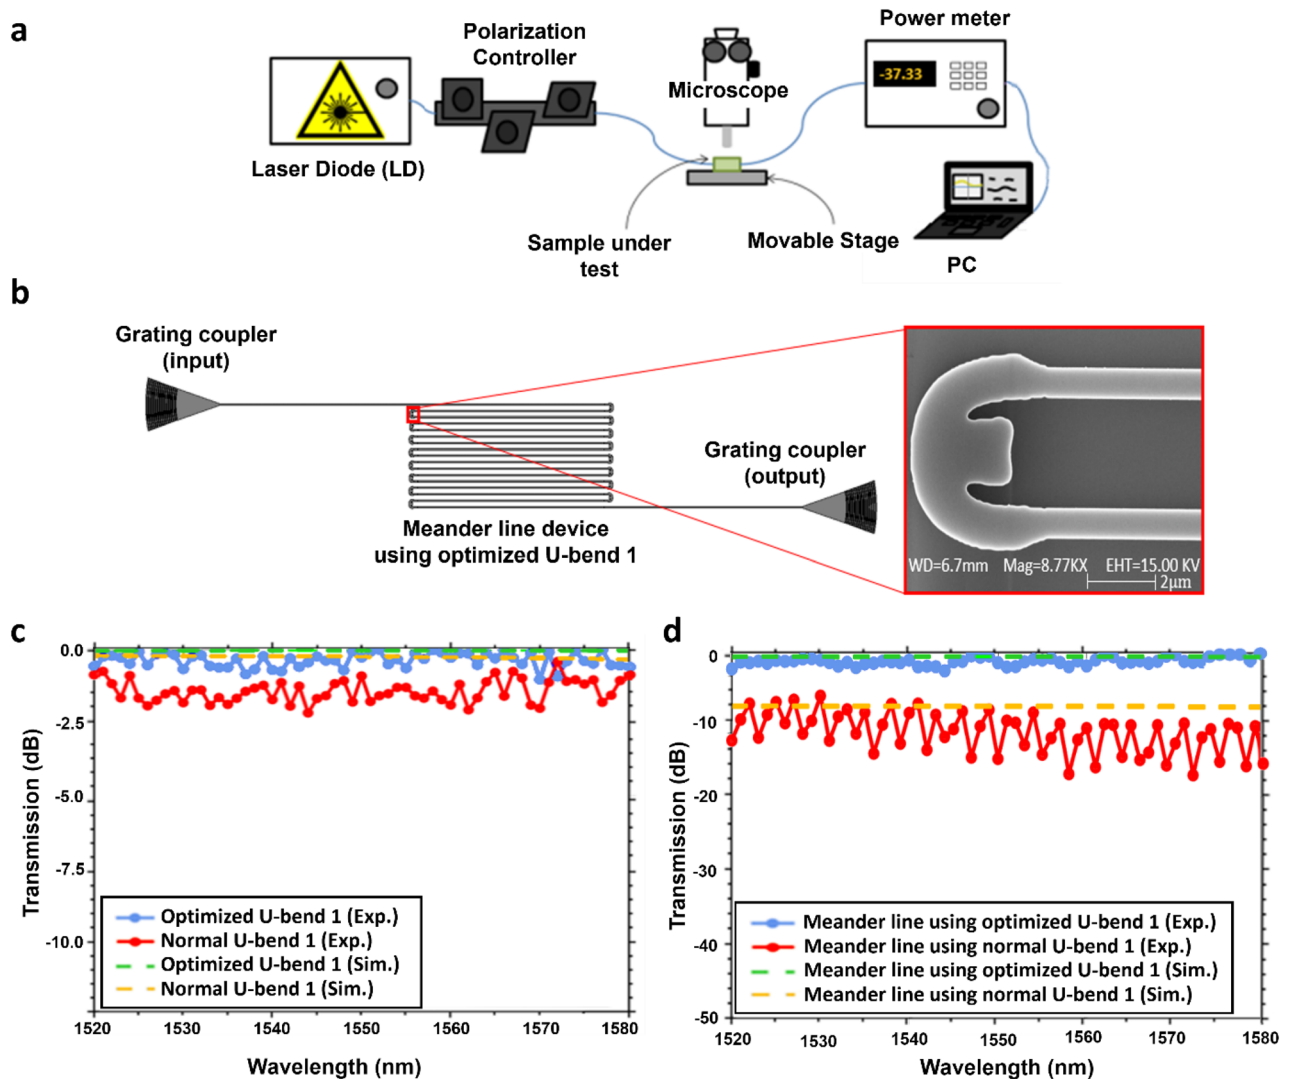 a
Polarization
Controller
Power meter
-37.33
Microscope
Laser Diode (LD)
Sample under
test
Movable Stage
PC
b
Grating coupler
(input)
Grating coupler
(output)
Meander line device
using optimized U-bend 1
WD=6.7mm Mag=8.77KX EHT=15.00 KV
2μm
c
0.0
-2.5
-5.0
-7.5
-10.0
Transmission (dB)
Optimized U-bend 1 (Exp.)
Normal U-bend 1 (Exp.)
Optimized U-bend 1 (Sim.)
Normal U-bend 1 (Sim.)
1520 1530 1540 1550 1560 1570 1580
Wavelength (nm)
d
0
-10
-20
-30
-40
-50
Transmission (dB)
Meander line using optimized U-bend 1 (Exp.)
Meander line using normal U-bend 1 (Exp.)
Meander line using optimized U-bend 1 (Sim.)
Meander line using normal U-bend 1 (Sim.)
1520 1530 1540 1550 1560 1570 1580
Wavelength (nm)